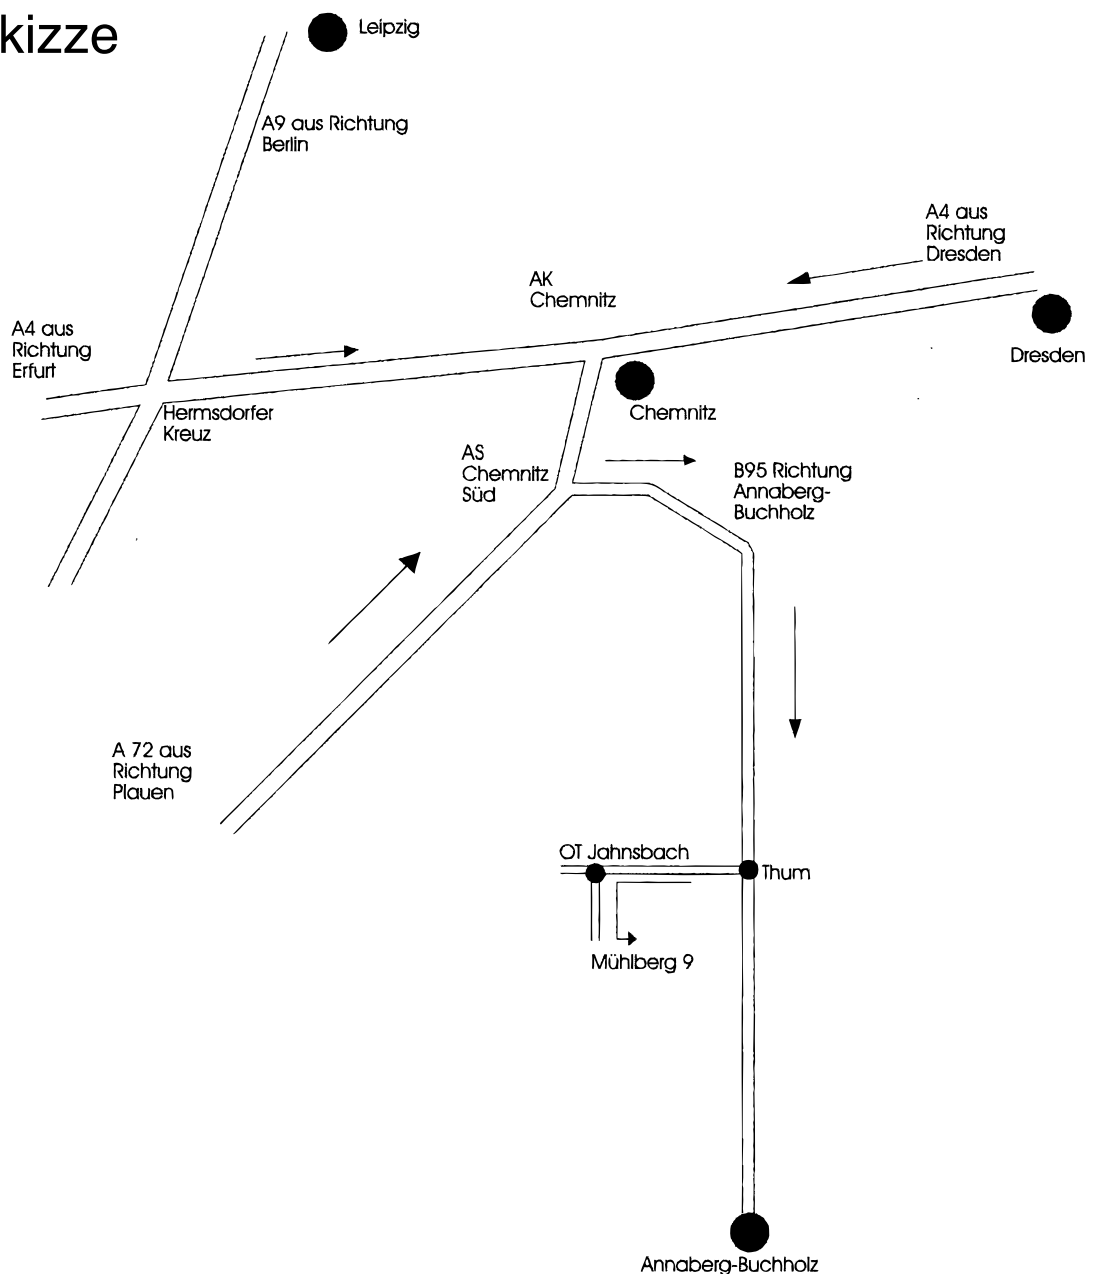 kizze
Leipzig
A9 aus Richtung
Berlin
A4 aus
Richtung
Dresden
AK
Chemnitz
A4 aus
Richtung
Erfurt
Dresden
Hermsdorfer
Kreuz
Chemnitz
AS
Chemnitz
Süd
B95 Richtung
Annaberg-
Buchholz
A 72 aus
Richtung
Plauen
OT Jahnsbach
Thum
Mühlberg 9
Annaberg-Buchholz